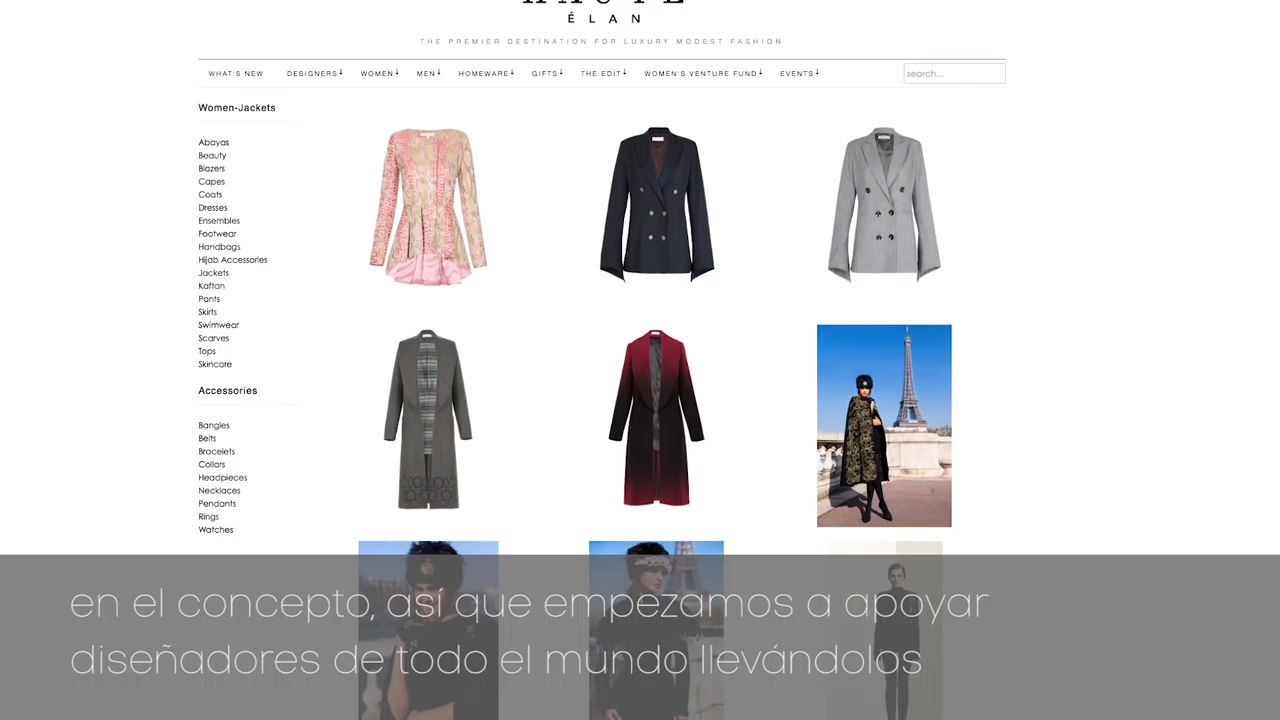 HAUTE
ÉLAN
THE PREMIER DESTINATION FOR LUXURY MODEST FASHION
WHAT'S NEW DESIGNERS WOMEN MEN HOMEWARE GIFTS THE EDIT WOMEN'S VENTURE FUND EVENTS search...
Women-Jackets
Abayas
Beauty
Blazers
Capes
Coats
Dresses
Ensembles
Footwear
Handbags
Hijab Accessories
Jackets
Kaftan
Pants
Skirts
Swimwear
Scarves
Tops
Skincare
Accessories
Bangles
Belts
Bracelets
Collars
Headpieces
Necklaces
Pendants
Rings
Watches
en el concepto, así que empezamos a apoyar
diseñadores de todo el mundo llevándolos